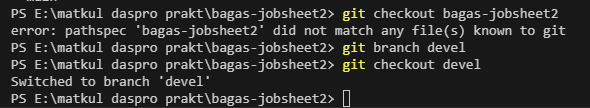 PS E:\matkul daspro prakt\bagas-jobsheet2> git checkout bagas-jobsheet2
error: pathspec 'bagas-jobsheet2' did not match any file(s) known to git
PS E:\matkul daspro prakt\bagas-jobsheet2> git branch devel
PS E:\matkul daspro prakt\bagas-jobsheet2> git checkout devel
Switched to branch 'devel'
PS E:\matkul daspro prakt\bagas-jobsheet2>